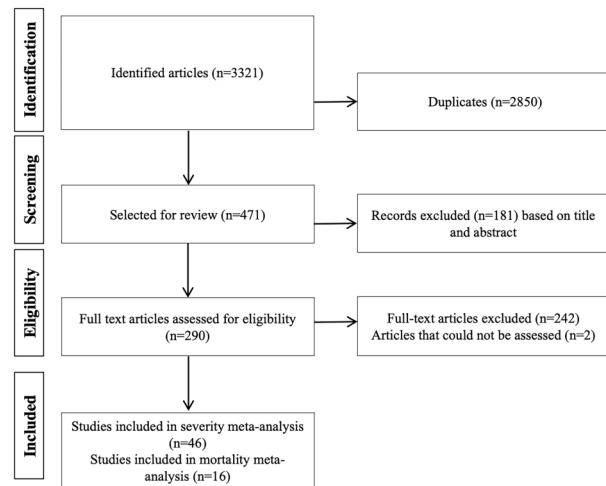 Identification
Identified articles (n=3321)
Duplicates (n=2850)
Screening
Selected for review (n=471)
Records excluded (n=181) based on title
and abstract
Eligibility
Full text articles assessed for eligibility
(n=290)
Full-text articles excluded (n=242)
Articles that could not be assessed (n=2)
Included
Studies included in severity meta-analysis
(n=46)
Studies included in mortality meta-
analysis (n=16)